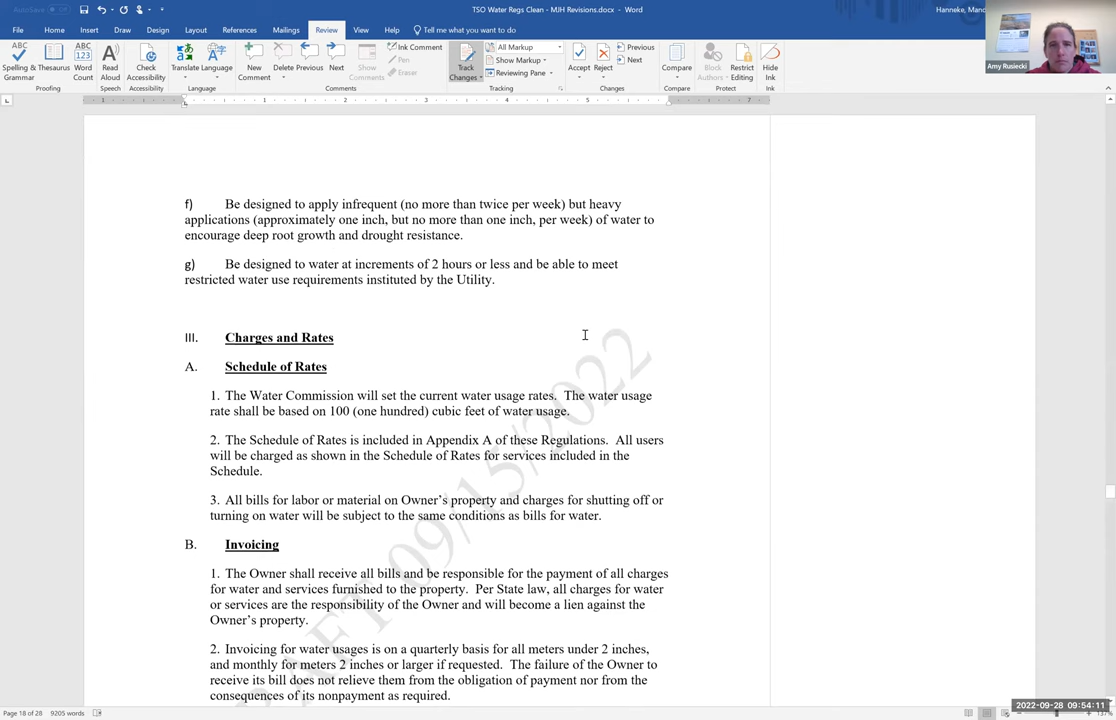 AutoSave Off
TSO Water Regs Clean - MJH Revisions.docx - Word
Hanneke, Mand
File Home Insert Draw Design Layout References Mailings Review View Help Tell me what you want to do
Spelling & Grammar
Thesaurus
Word Count
Read Aloud
Check Accessibility
Translate
Language
New Comment
Delete
Previous
Next
Show Comments
Ink Comment
Pen
Eraser
Track Changes
All Markup
Show Markup
Reviewing Pane
Accept
Reject
Previous
Next
Compare
Block Authors
Restrict Editing
Hide Ink
Proofing Speech Accessibility Language Comments Tracking Changes Compare Protect Ink
Amy Rusiecki
1 1 2 3 4 5 7
f) Be designed to apply infrequent (no more than twice per week) but heavy
applications (approximately one inch, but no more than one inch, per week) of water to
encourage deep root growth and drought resistance.
g) Be designed to water at increments of 2 hours or less and be able to meet
restricted water use requirements instituted by the Utility.
III. Charges and Rates
A. Schedule of Rates
1. The Water Commission will set the current water usage rates. The water usage
rate shall be based on 100 (one hundred) cubic feet of water usage.
2. The Schedule of Rates is included in Appendix A of these Regulations. All users
will be charged as shown in the Schedule of Rates for services included in the
Schedule.
3. All bills for labor or material on Owner's property and charges for shutting off or
turning on water will be subject to the same conditions as bills for water.
B. Invoicing
1. The Owner shall receive all bills and be responsible for the payment of all charges
for water and services furnished to the property. Per State law, all charges for water
or services are the responsibility of the Owner and will become a lien against the
Owner's property.
2. Invoicing for water usages is on a quarterly basis for all meters under 2 inches,
and monthly for meters 2 inches or larger if requested. The failure of the Owner to
receive its bill does not relieve them from the obligation of payment nor from the
consequences of its nonpayment as required.
RAFT 09/15/2022
Page 18 of 28 9205 words
2022-09-28 09:54:11